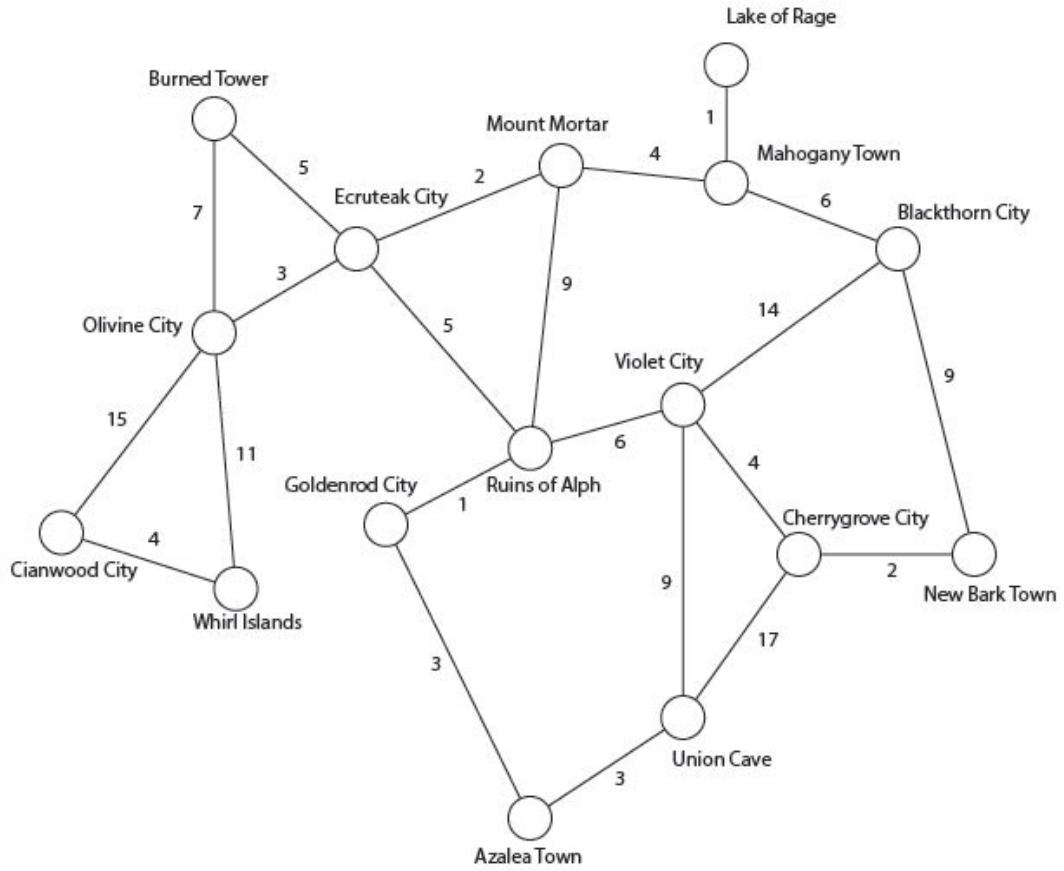 Lake of Rage
Burned Tower
1
Mount Mortar
4
Mahogany Town
5
2
6
Ecruteak City
Blackthorn City
7
3
9
14
Olivine City
5
Violet City
9
15
6
4
11
Goldenrod City
1
Ruins of Alph
Cherrygrove City
4
2
Cianwood City
9
New Bark Town
Whirl Islands
17
3
Union Cave
3
Azalea Town